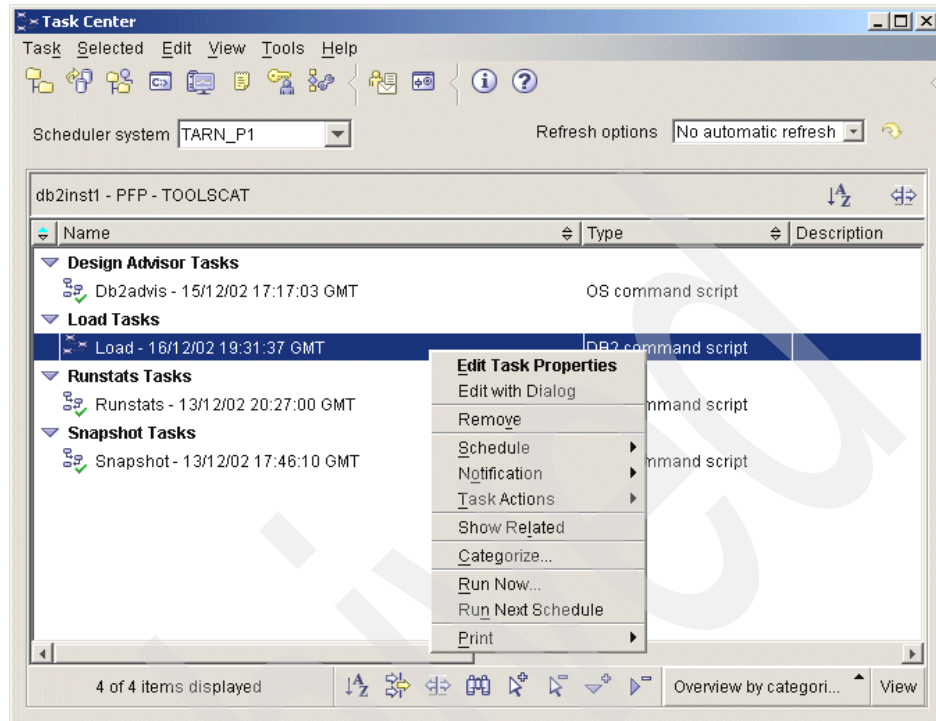 Task Center
Task Selected Edit View Tools Help
Scheduler system TARN_P1 Refresh options No automatic refresh
db2inst1 - PFP - TOOLSCAT
Name Type Description
Design Advisor Tasks
Db2advis - 15/12/02 17:17:03 GMT OS command script
Load Tasks
Load - 16/12/02 19:31:37 GMT DB2 command script
Edit Task Properties
Runstats Tasks
Edit with Dialog
Runstats - 13/12/02 20:27:00 GMT mmand script
Remove
Snapshot Tasks
Schedule
Snapshot - 13/12/02 17:46:10 GMT mmand script
Notification
Task Actions
Show Related
Categorize...
Run Now...
Run Next Schedule
Print
4 of 4 items displayed Overview by categori... View